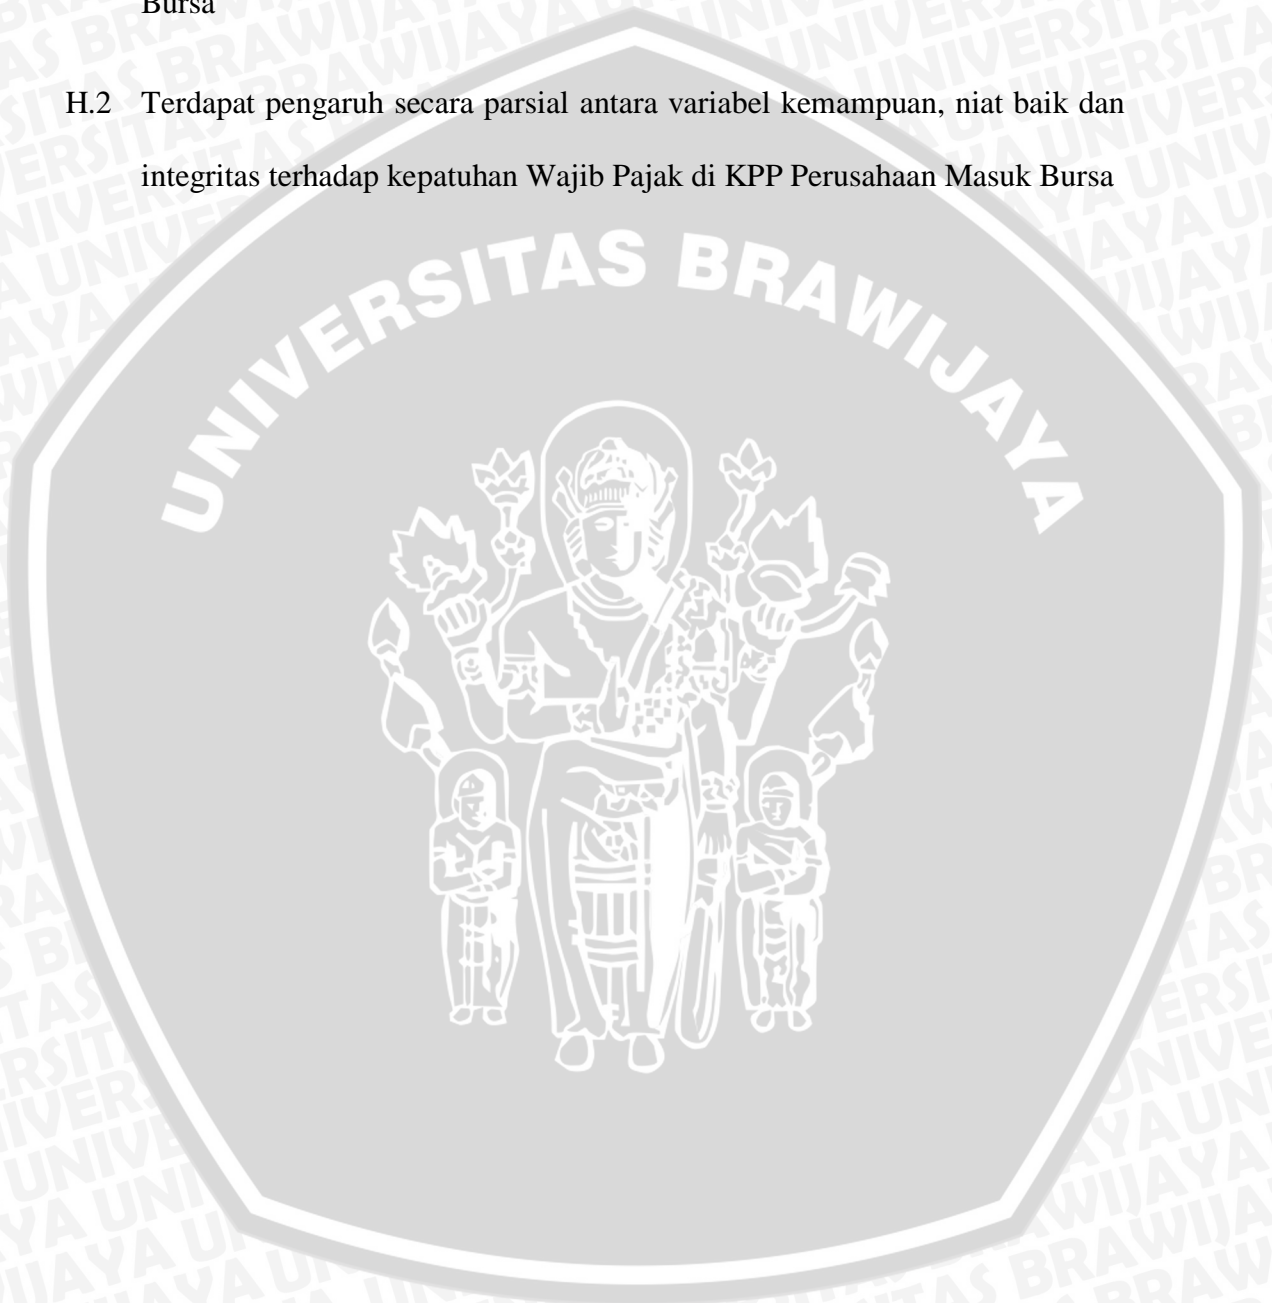 Bursa
H.2 Terdapat pengaruh secara parsial antara variabel kemampuan, niat baik dan
integritas terhadap kepatuhan Wajib Pajak di KPP Perusahaan Masuk Bursa
UNIVERSITAS BRAWIJAYA